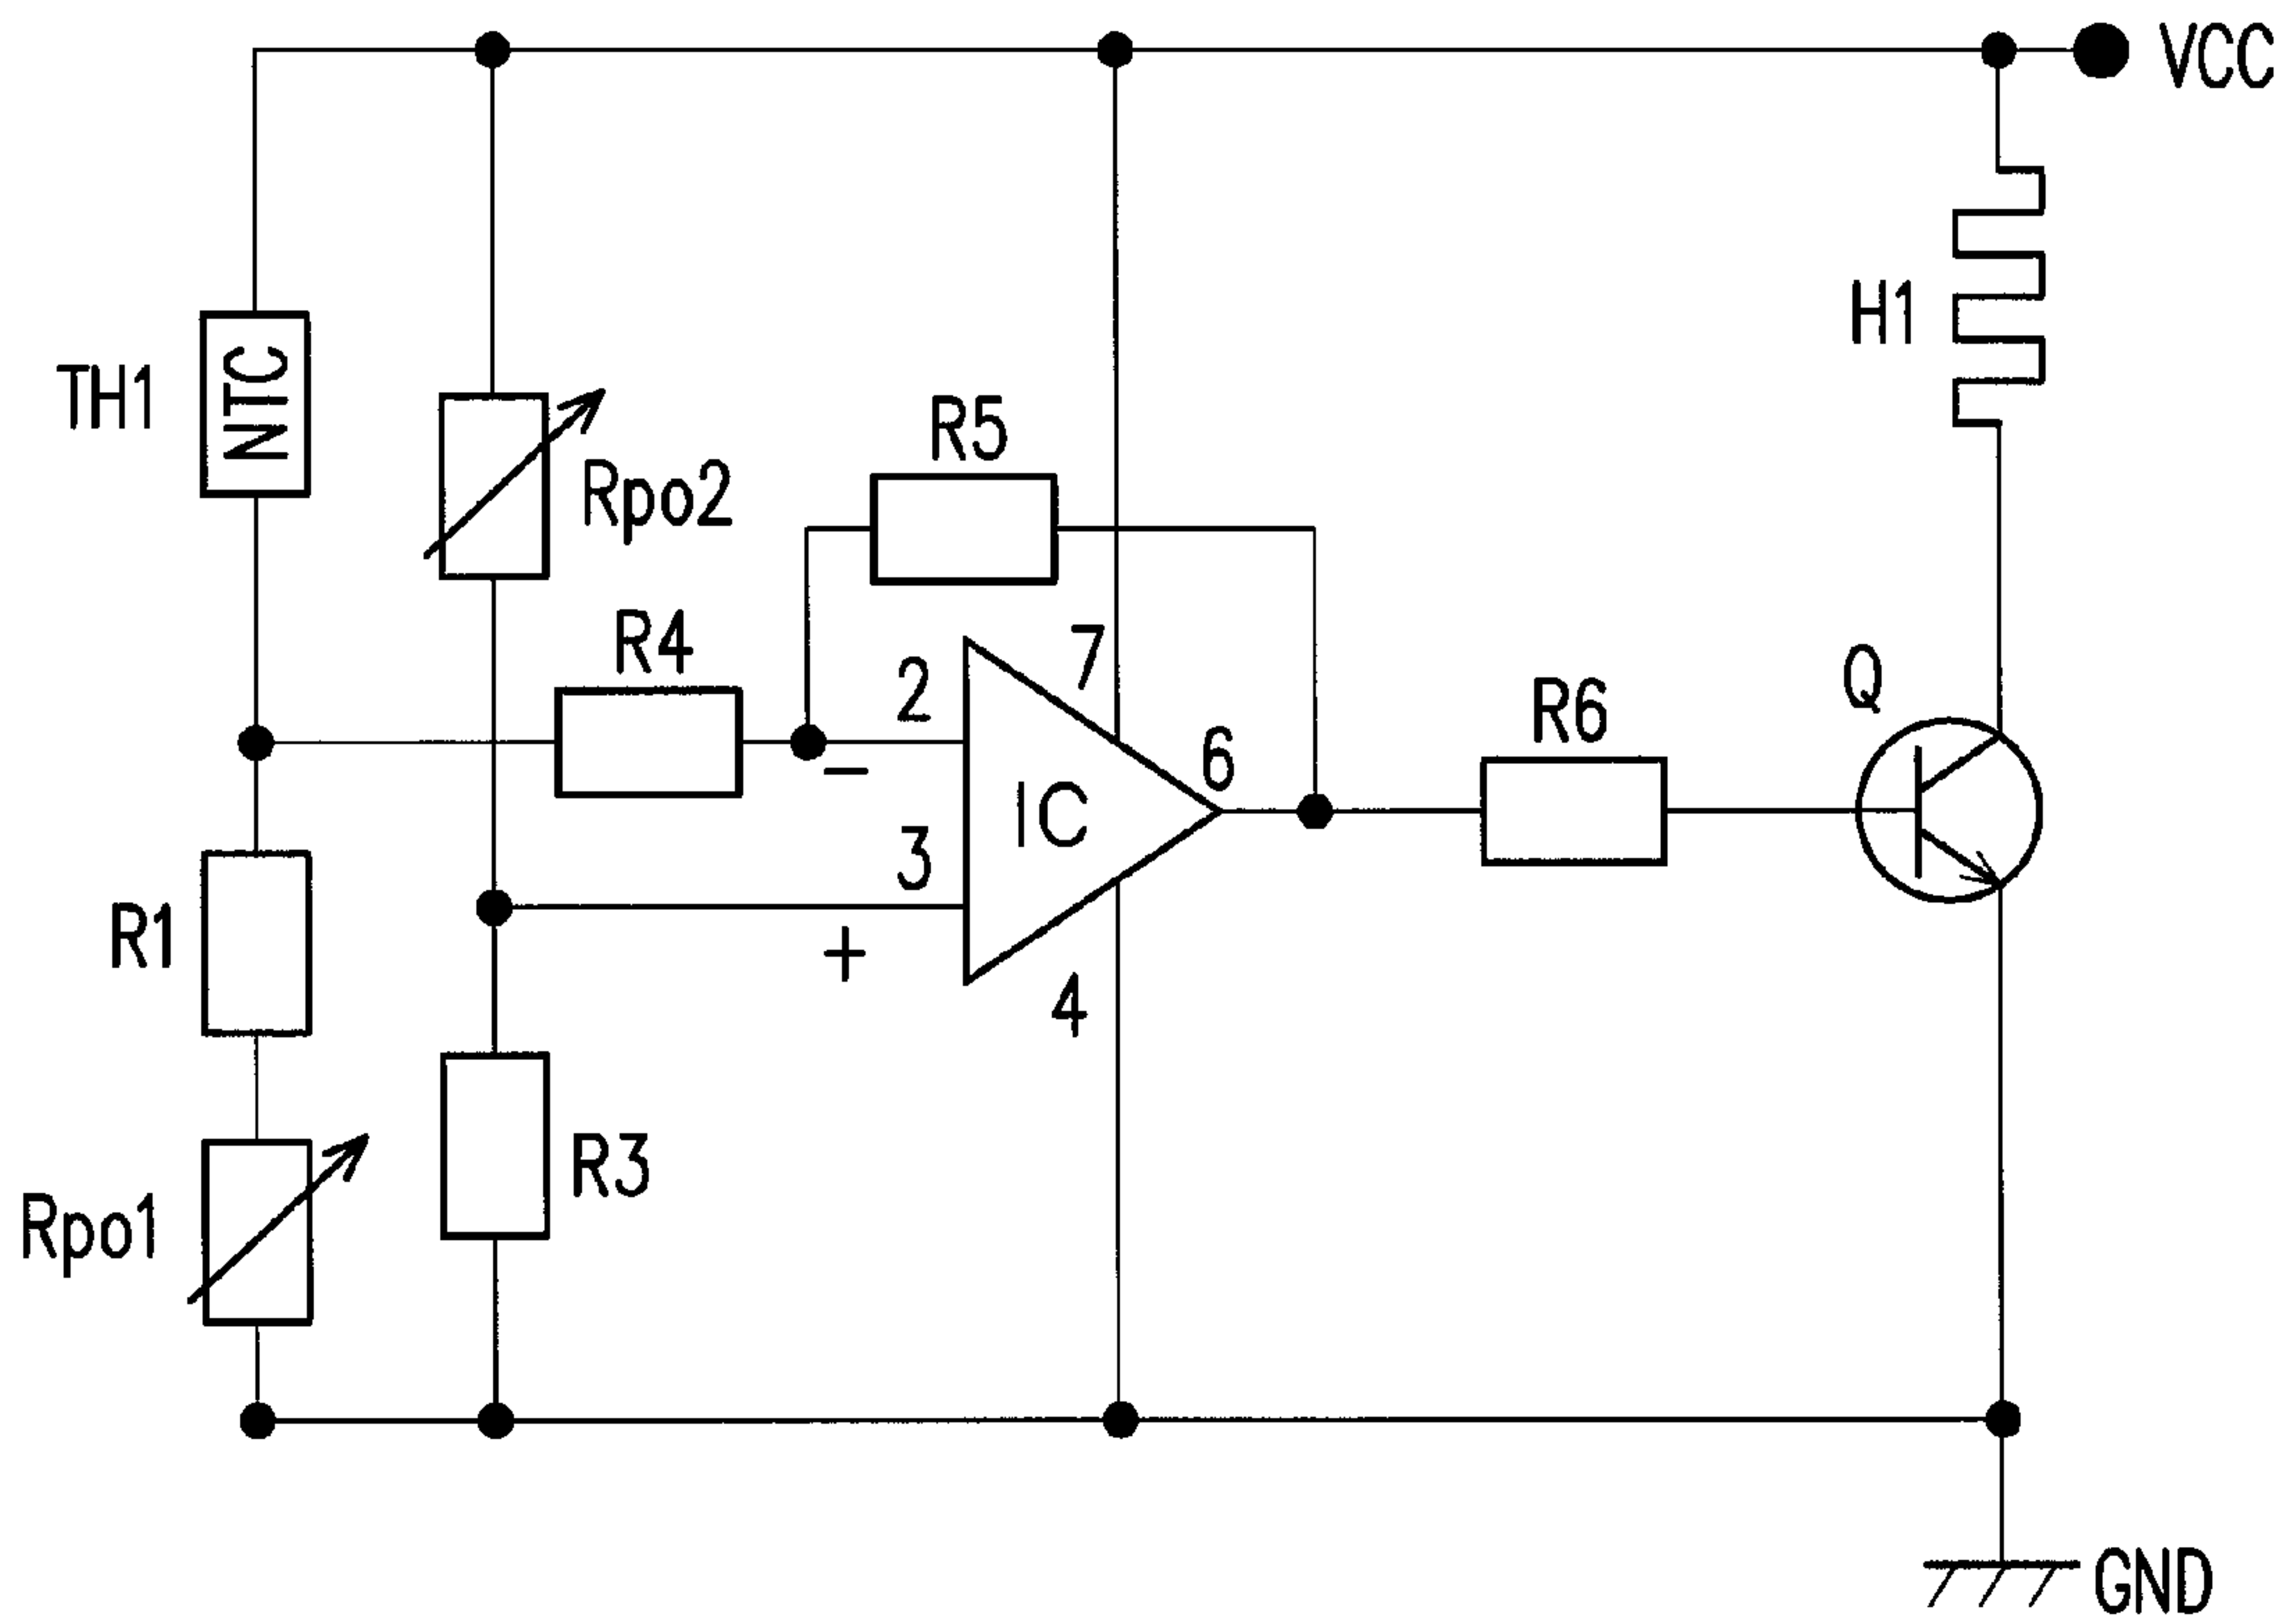 VCC
H1
TH1
NTC
R5
Rpo2
R4
7
2
Q
R6
6
IC
3
R1
+
-
4
R3
Rpo1
GND